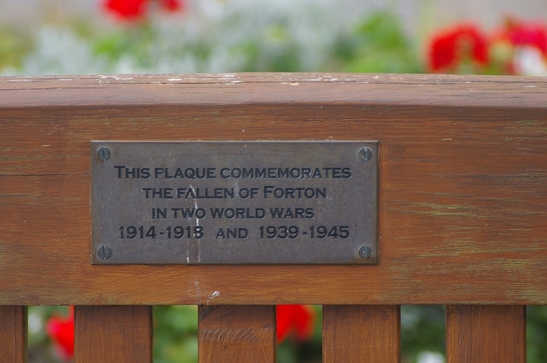 THIS PLAQUE COMMEMORATES
THE FALLEN OF FORTON
IN TWO WORLD WARS
1914-1918 AND 1939-1945